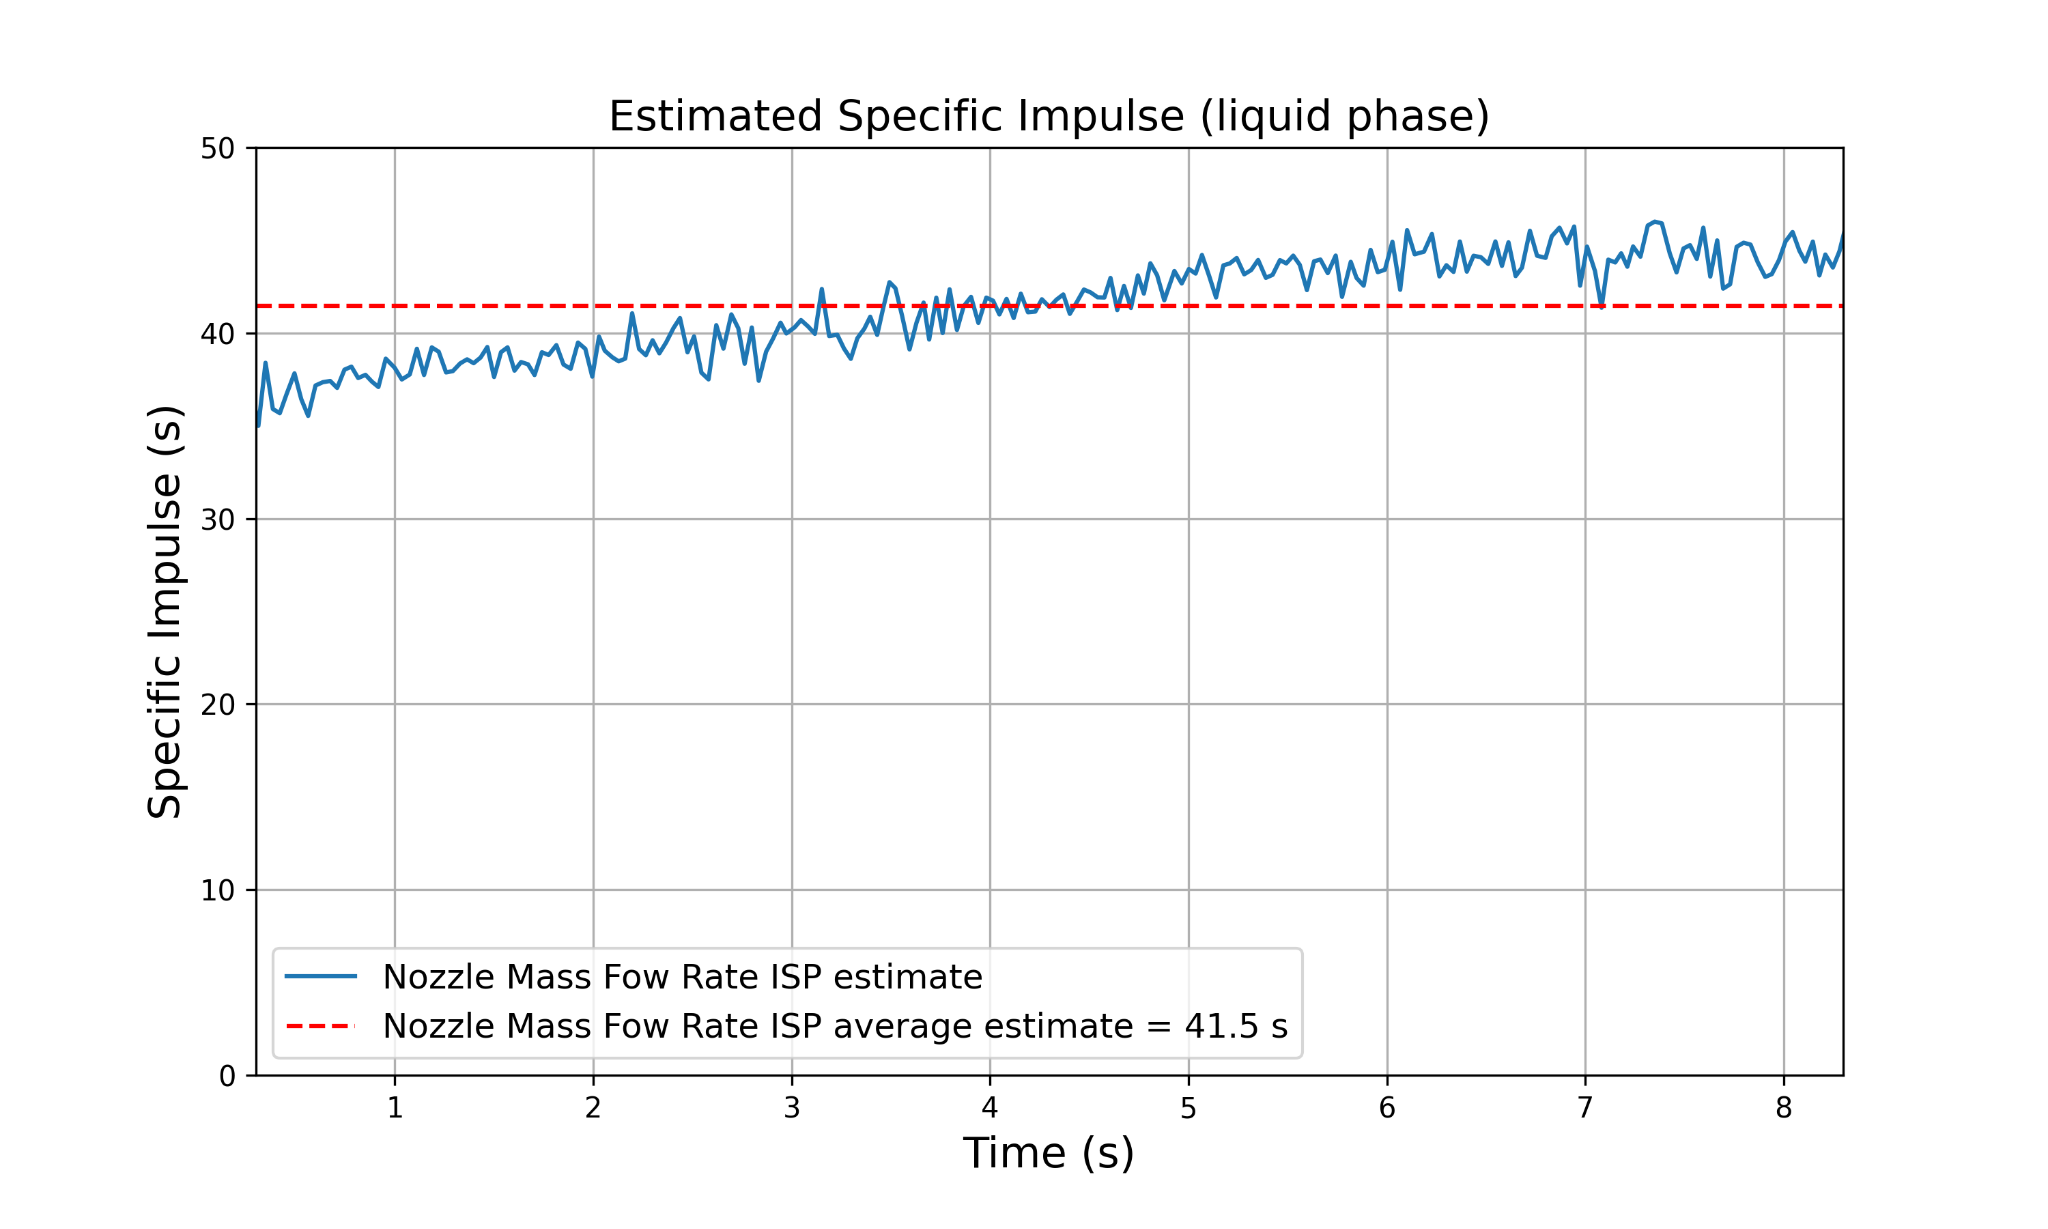 Estimated Specific Impulse (liquid phase)
50
40
30
20
10
0
Specific Impulse (s)
Nozzle Mass Fow Rate ISP estimate
Nozzle Mass Fow Rate ISP average estimate = 41.5 s
1 2 3 4 5 6 7 8
Time (s)